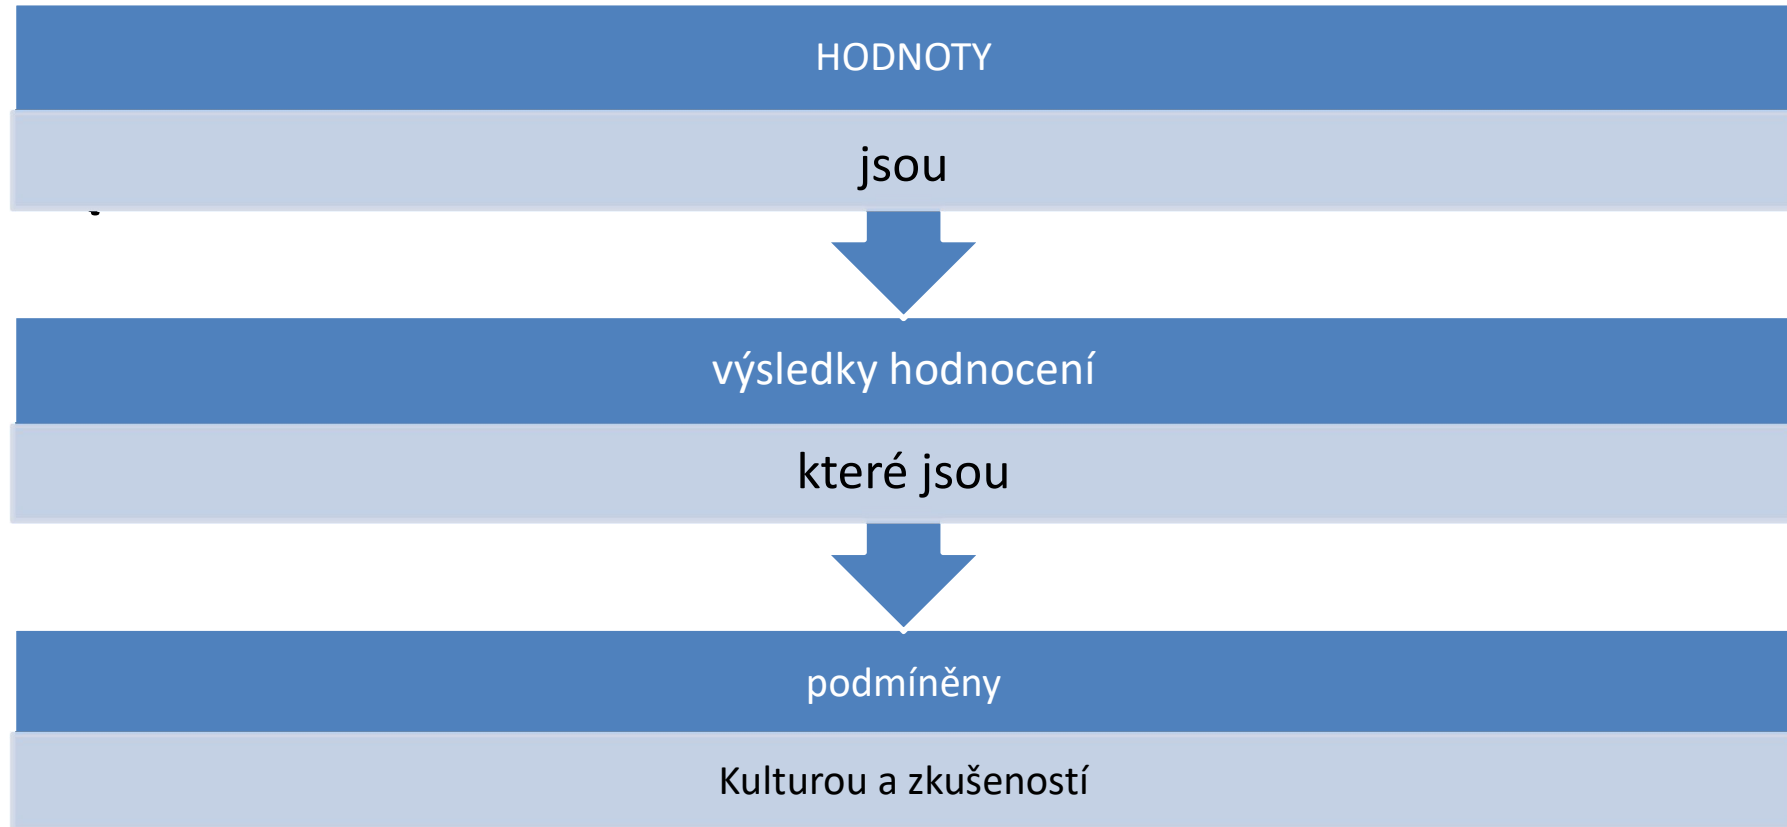 HODNOTY
jsou
výsledky hodnocení
které jsou
podmíněny
Kulturou a zkušeností